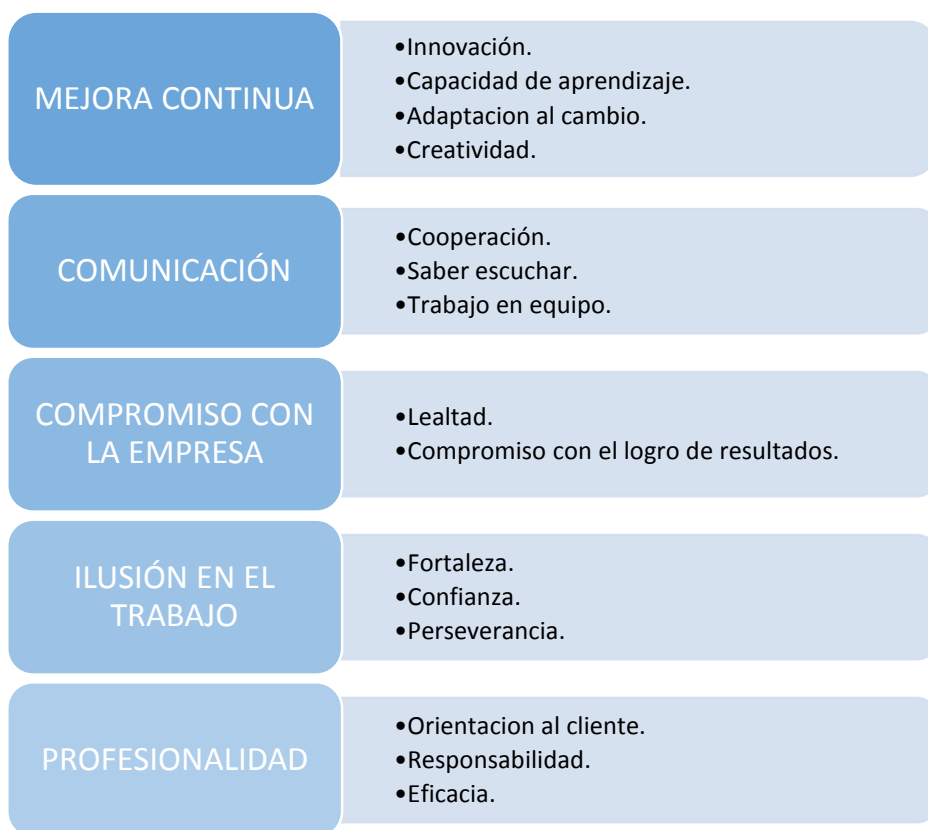 MEJORA CONTINUA
•Innovación.
•Capacidad de aprendizaje.
•Adaptacion al cambio.
•Creatividad.
COMUNICACIÓN
•Cooperación.
•Saber escuchar.
•Trabajo en equipo.
COMPROMISO CON
LA EMPRESA
•Lealtad.
•Compromiso con el logro de resultados.
ILUSIÓN EN EL
TRABAJO
•Fortaleza.
•Confianza.
•Perseverancia.
PROFESIONALIDAD
•Orientacion al cliente.
•Responsabilidad.
•Eficacia.